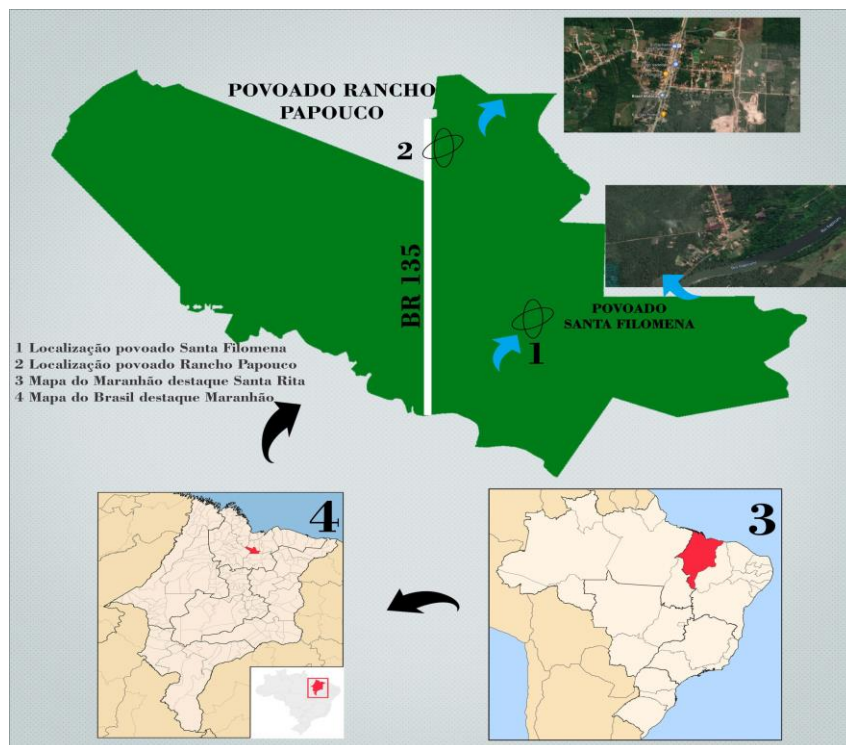 POVOADO RANCHO
PAPOUCO
2
BR 135
POVOADO
SANTA FILOMENA
1
1 Localização povoado Santa Filomena
2 Localização povoado Rancho Papouco
3 Mapa do Maranhão destaque Santa Rita
4 Mapa do Brasil destaque Maranhão
4
3